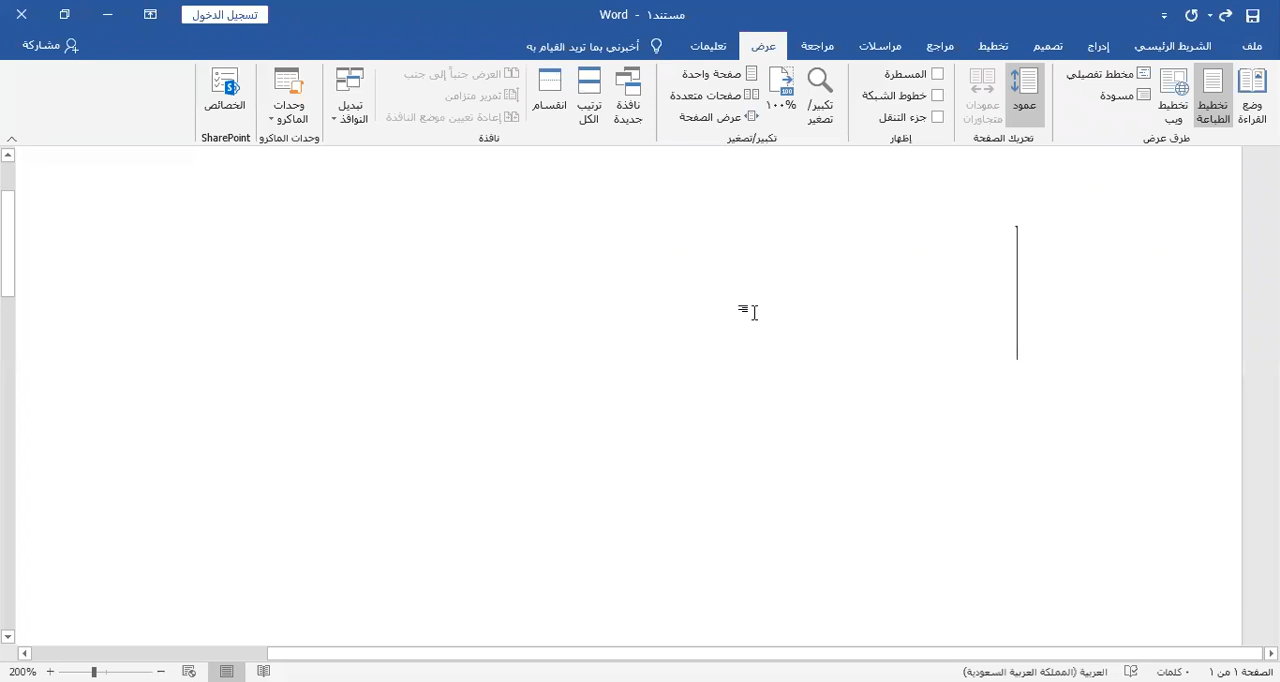 مستند١ - Word
تسجيل الدخول
ملف
الشريط الرئيسي
إدراج
تصميم
تخطيط
مراجع
مراسلات
مراجعة
عرض
تعليمات
أخبرني بما تريد القيام به
مشاركة
وضع القراءة
تخطيط الطباعة
تخطيط ويب
مخطط تفصيلي
مسودة
طرق عرض
عمود
عمودات متجاورات
تحريك الصفحة
المسطرة
خطوط الشبكة
جزء التنقل
إظهار
تكبير/ تصغير
100
١٠٠%
صفحة واحدة
صفحات متعددة
عرض الصفحة
تكبير/تصغير
نافذة جديدة
ترتيب الكل
انقسام
العرض جنباً إلى جنب
تمرير متزامن
إعادة تعيين موضع النافذة
نافذة
تبديل النوافذ
وحدات الماكرو
وحدات الماكرو
الخصائص
SharePoint
الصفحة ١ من ١
٠ كلمات
العربية (المملكة العربية السعودية)
200%